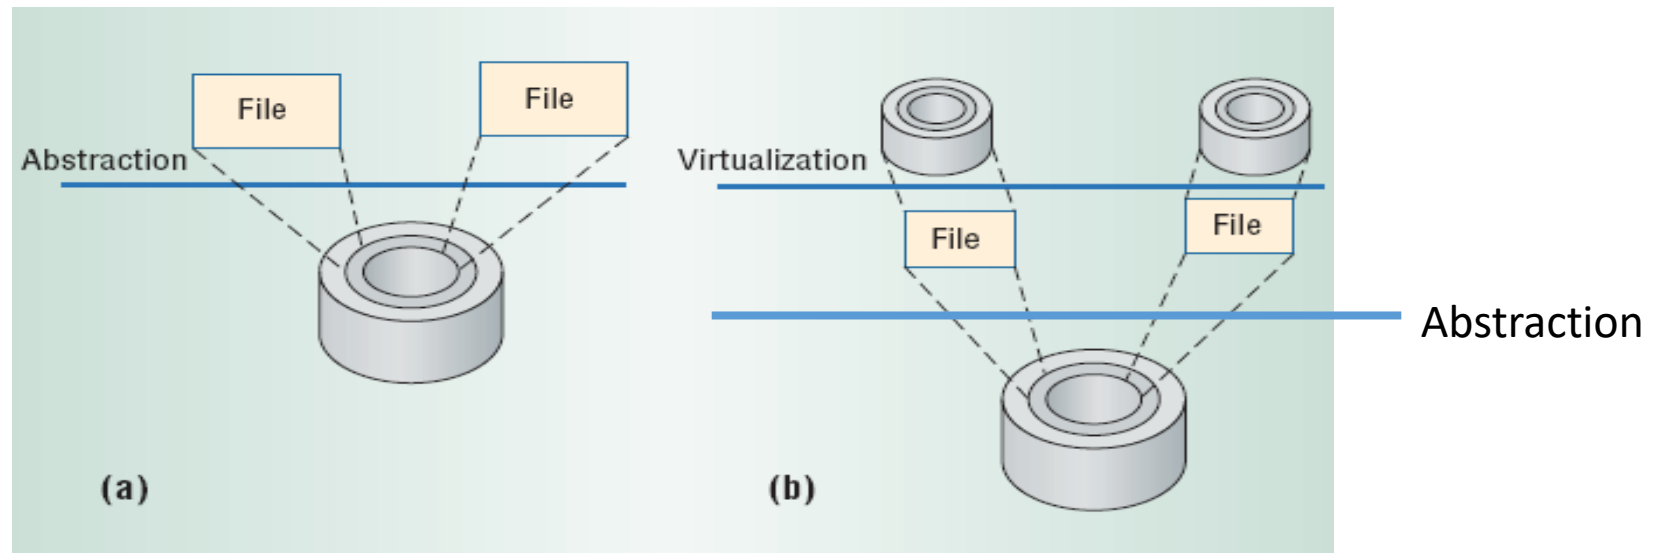 File
File
Abstraction
(a)
Virtualization
File
File
Abstraction
(b)